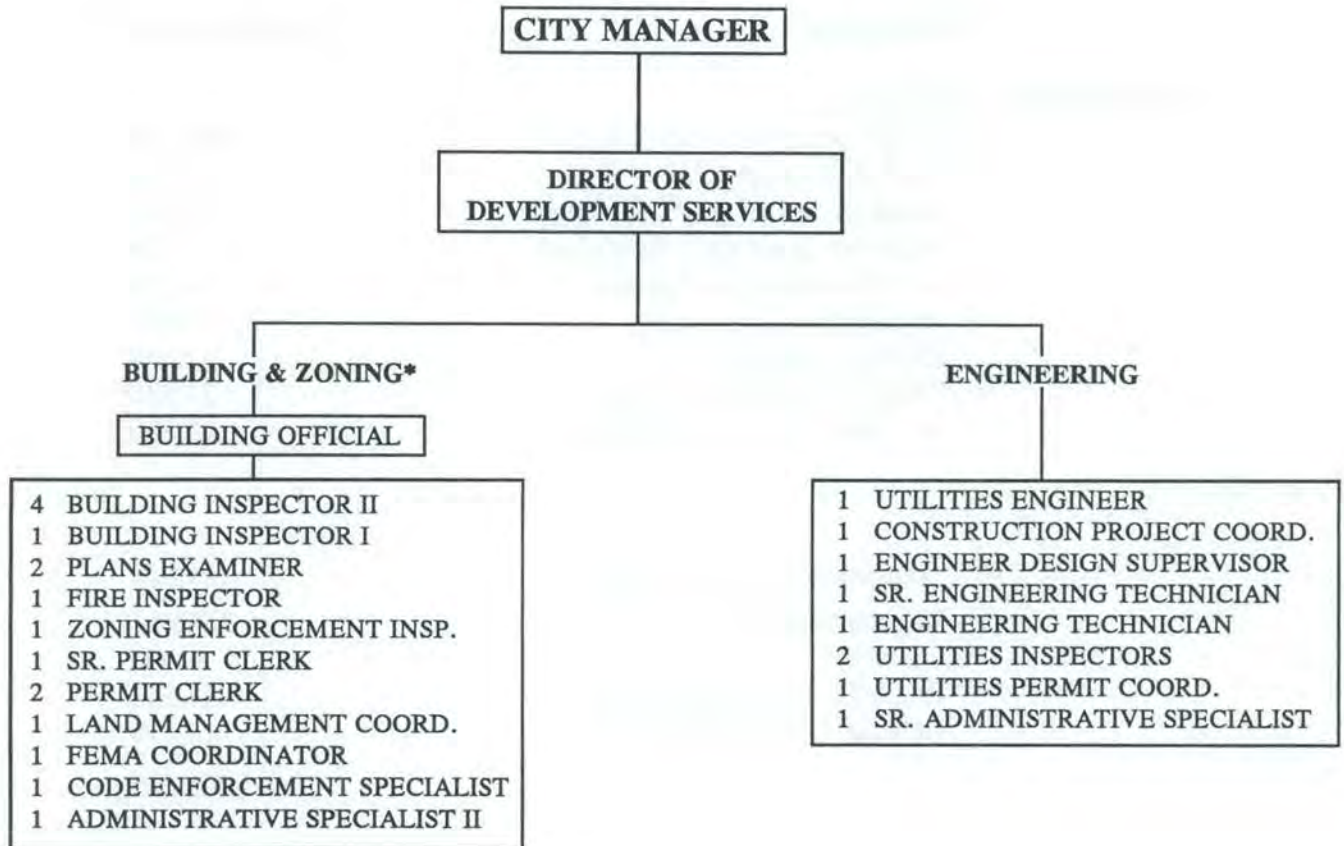 CITY MANAGER
DIRECTOR OF
DEVELOPMENT SERVICES
BUILDING & ZONING*
BUILDING OFFICIAL
4 BUILDING INSPECTOR II
1 BUILDING INSPECTOR I
2 PLANS EXAMINER
1 FIRE INSPECTOR
1 ZONING ENFORCEMENT INSP.
1 SR. PERMIT CLERK
2 PERMIT CLERK
1 LAND MANAGEMENT COORD.
1 FEMA COORDINATOR
1 CODE ENFORCEMENT SPECIALIST
1 ADMINISTRATIVE SPECIALIST II
ENGINEERING
1 UTILITIES ENGINEER
1 CONSTRUCTION PROJECT COORD.
1 ENGINEER DESIGN SUPERVISOR
1 SR. ENGINEERING TECHNICIAN
1 ENGINEERING TECHNICIAN
2 UTILITIES INSPECTORS
1 UTILITIES PERMIT COORD.
1 SR. ADMINISTRATIVE SPECIALIST